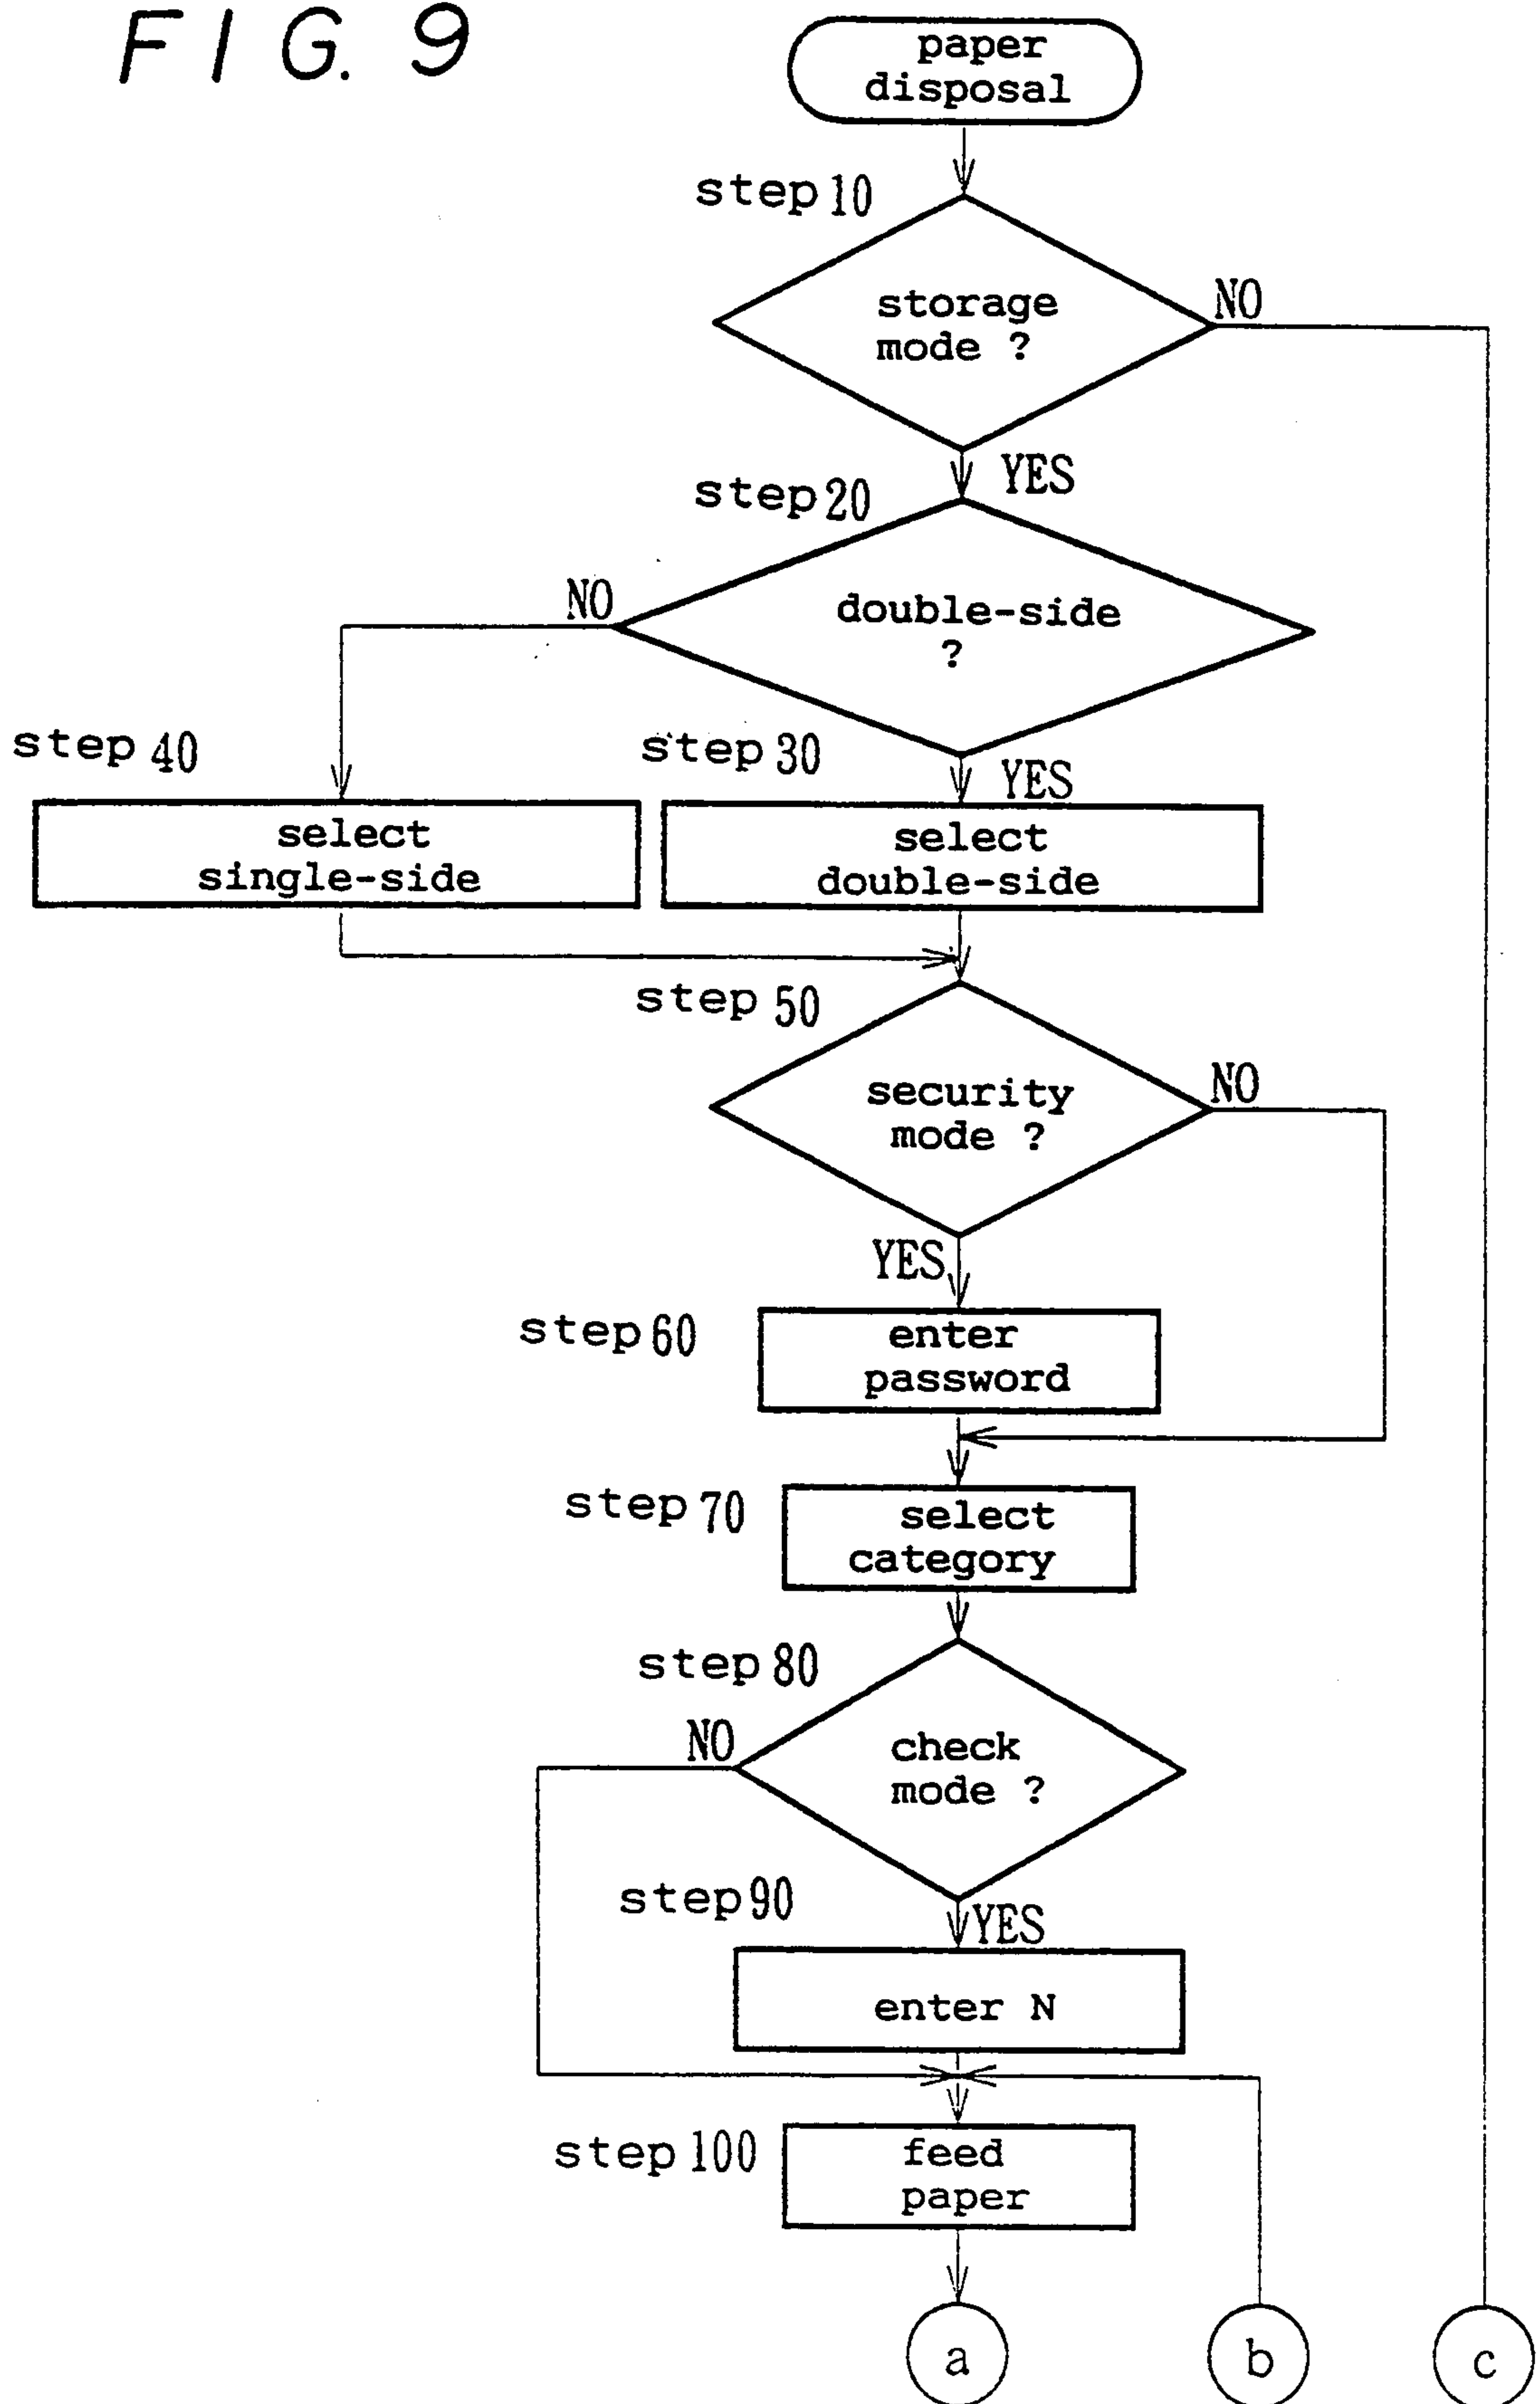 FIG. 9
paper
disposal
step 10
storage
mode ?
NO
YES
step 20
double-side
?
NO
YES
step 40
select
single-side
step 30
select
double-side
step 50
security
mode ?
NO
YES
step 60
enter
password
step 70
select
category
step 80
check
mode ?
NO
YES
step 90
enter N
step 100
feed
paper
a
b
c